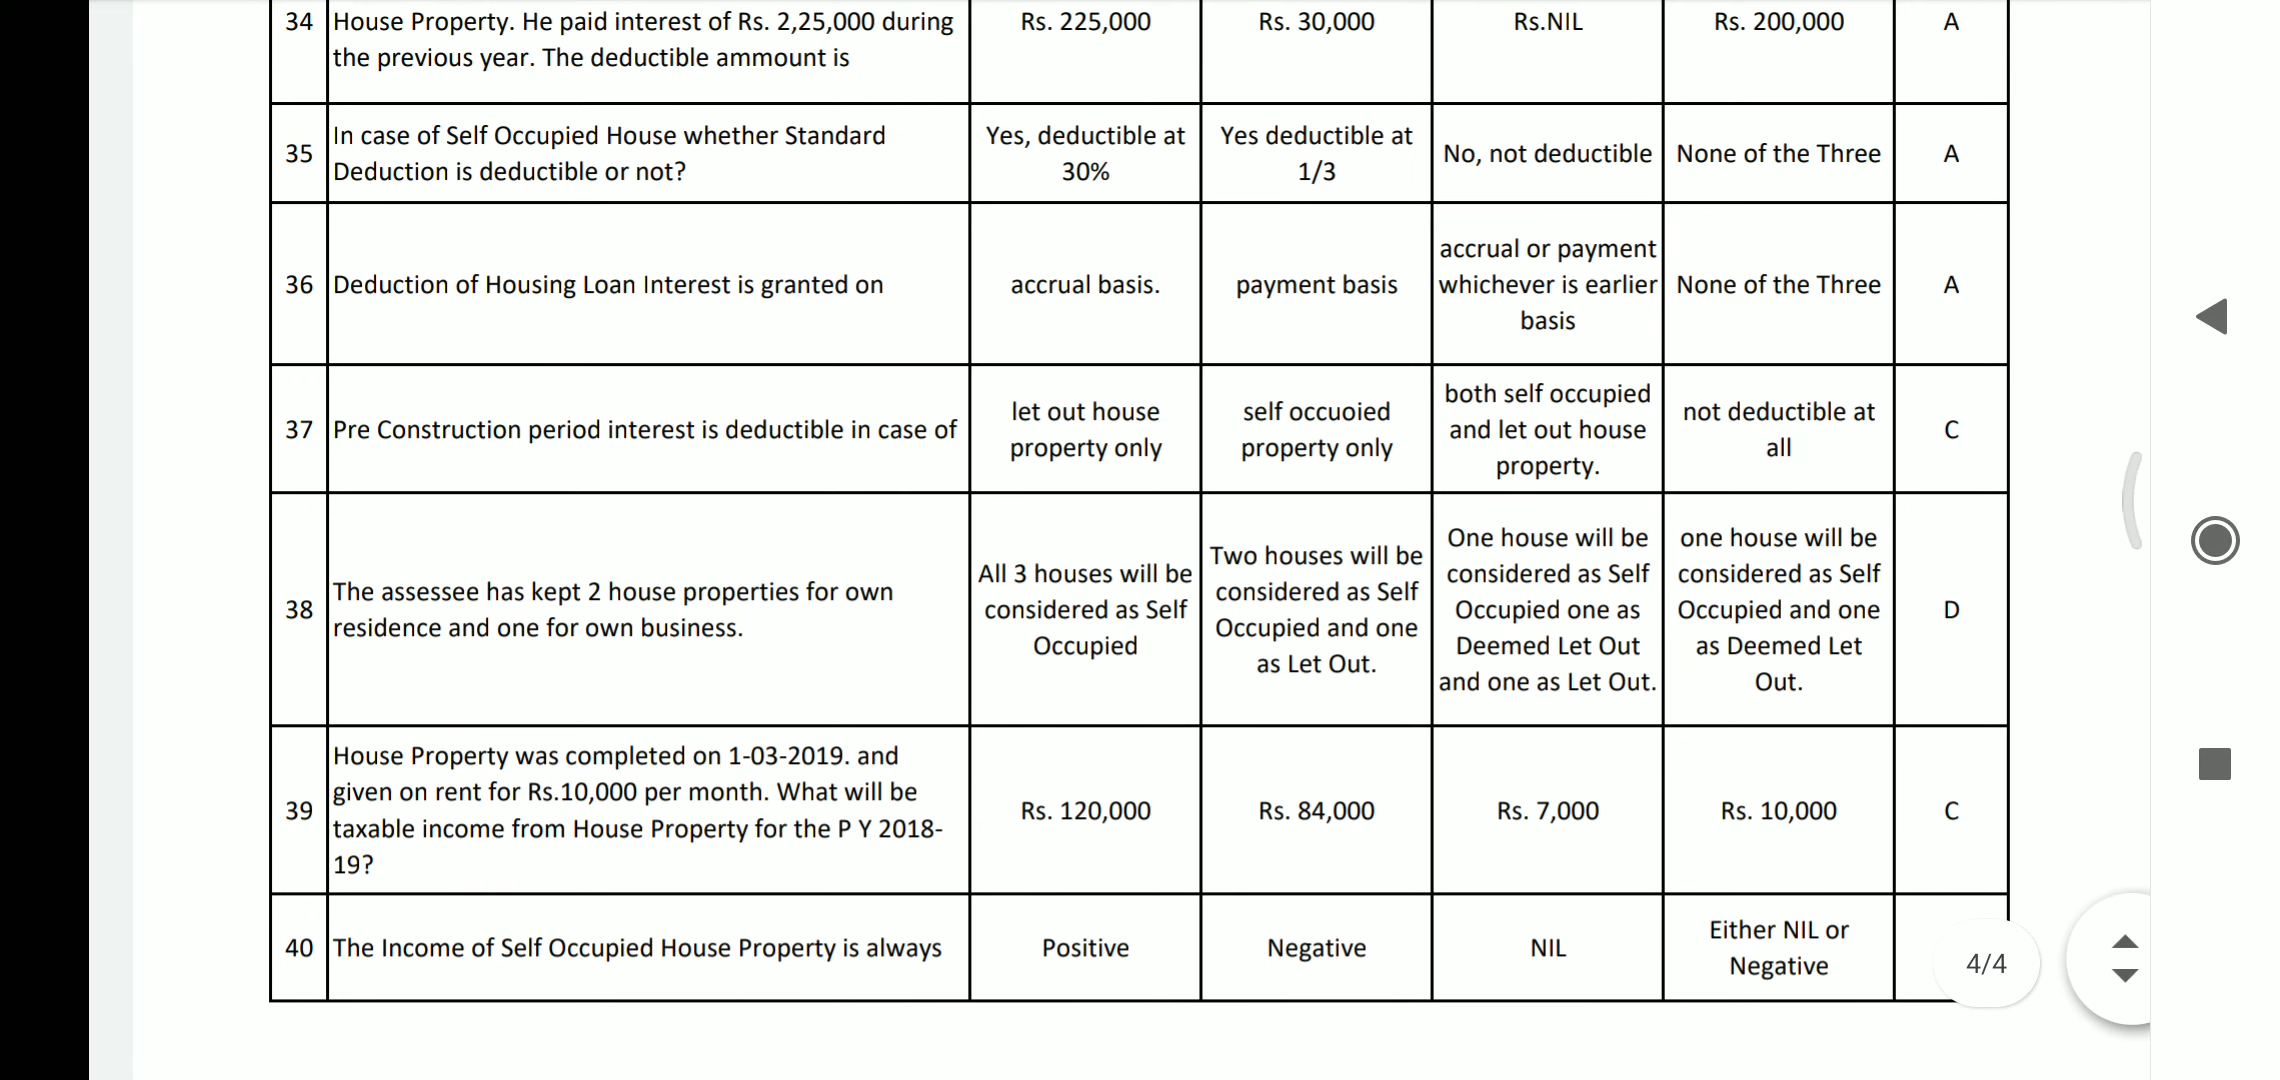 34 House Property. He paid interest of Rs. 2,25,000 during the previous year. The deductible ammount is Rs. 225,000 Rs. 30,000 Rs.NIL Rs. 200,000 A
35 In case of Self Occupied House whether Standard Deduction is deductible or not? Yes, deductible at 30% Yes deductible at 1/3 No, not deductible None of the Three A
36 Deduction of Housing Loan Interest is granted on accrual basis. payment basis accrual or payment whichever is earlier basis None of the Three A
37 Pre Construction period interest is deductible in case of let out house property only self occuoied property only both self occupied and let out house property. not deductible at all C
38 The assessee has kept 2 house properties for own residence and one for own business. All 3 houses will be considered as Self Occupied Two houses will be considered as Self Occupied and one as Let Out. One house will be considered as Self Occupied one as Deemed Let Out and one as Let Out. one house will be considered as Self Occupied and one as Deemed Let Out. D
39 House Property was completed on 1-03-2019. and given on rent for Rs.10,000 per month. What will be taxable income from House Property for the P Y 2018-19? Rs. 120,000 Rs. 84,000 Rs. 7,000 Rs. 10,000 C
40 The Income of Self Occupied House Property is always Positive Negative NIL Either NIL or Negative
4/4